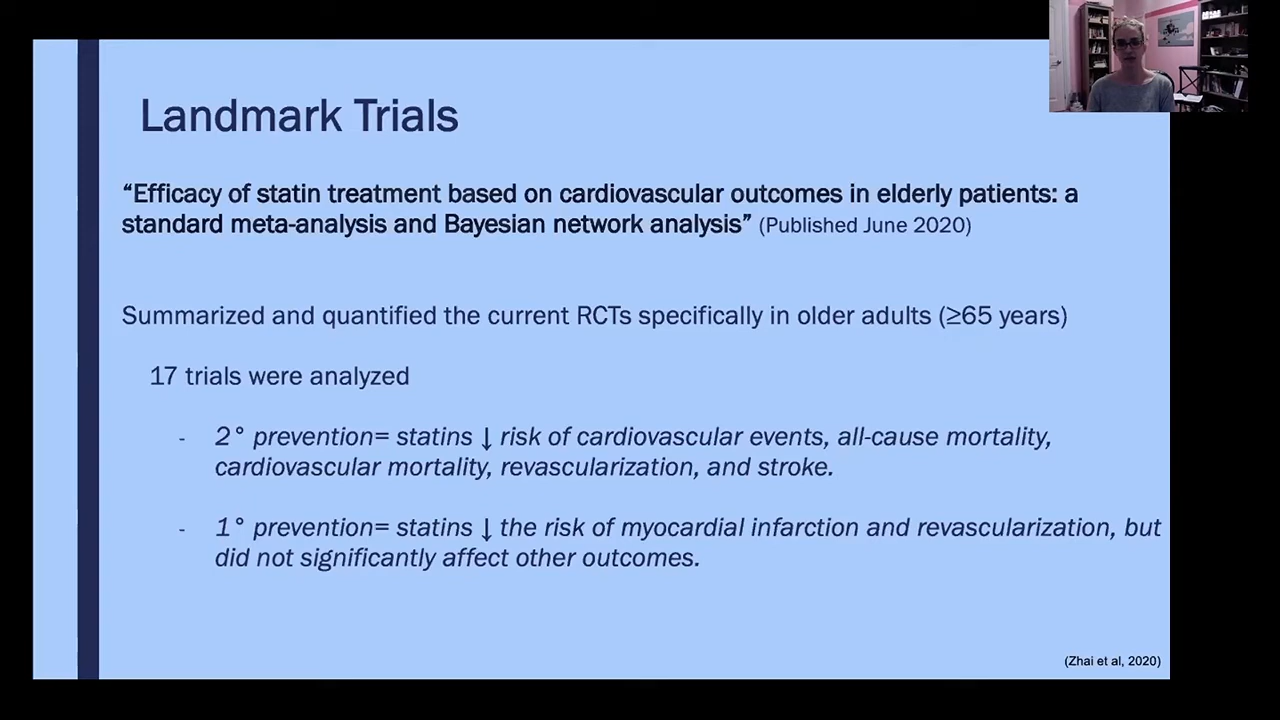 Landmark Trials
“Efficacy of statin treatment based on cardiovascular outcomes in elderly patients: a
standard meta-analysis and Bayesian network analysis” (Published June 2020)
Summarized and quantified the current RCTs specifically in older adults (≥65 years)
17 trials were analyzed
- 2° prevention= statins ↓ risk of cardiovascular events, all-cause mortality,
cardiovascular mortality, revascularization, and stroke.
- 1° prevention= statins ↓ the risk of myocardial infarction and revascularization, but
did not significantly affect other outcomes.
(Zhai et al, 2020)